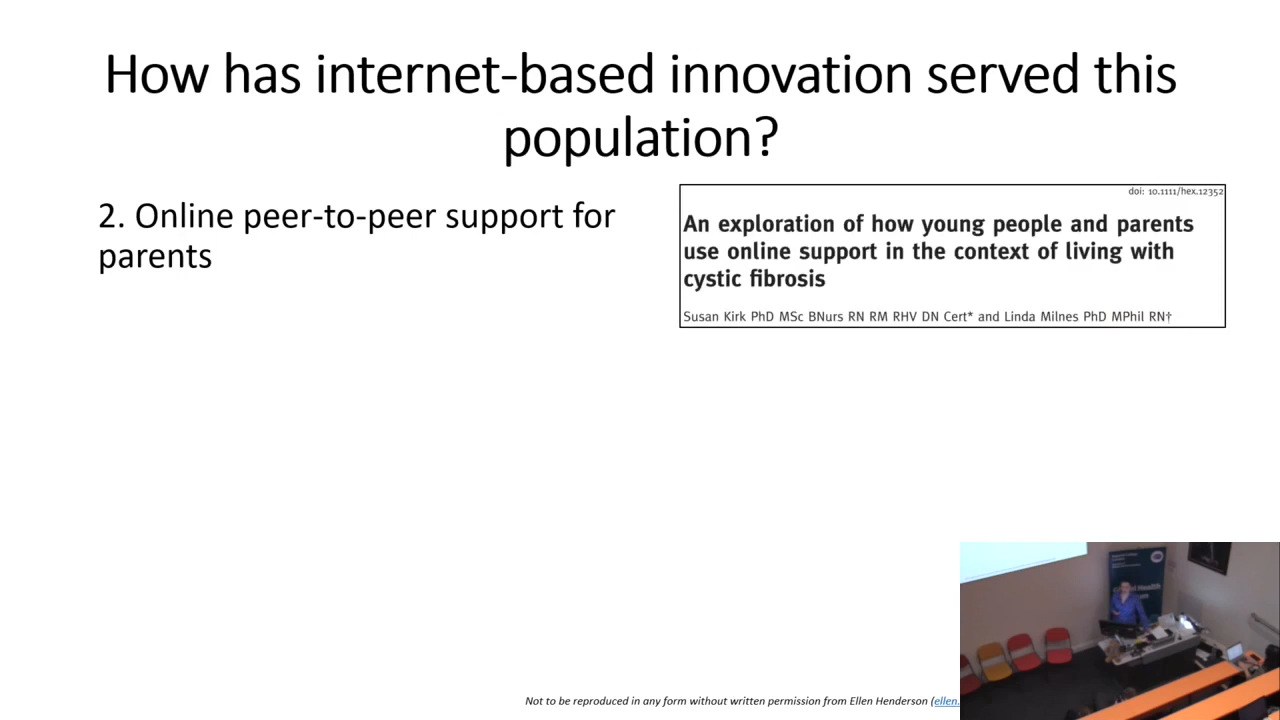 How has internet-based innovation served this
population?
2. Online peer-to-peer support for
parents
doi: 10.1111/hex.12352
An exploration of how young people and parents
use online support in the context of living with
cystic fibrosis
Susan Kirk PhD MSc BNurs RN RM RHV DN Cert* and Linda Milnes PhD MPhil RN†
Not to be reproduced in any form without written permission from Ellen Henderson (ellen.
Health